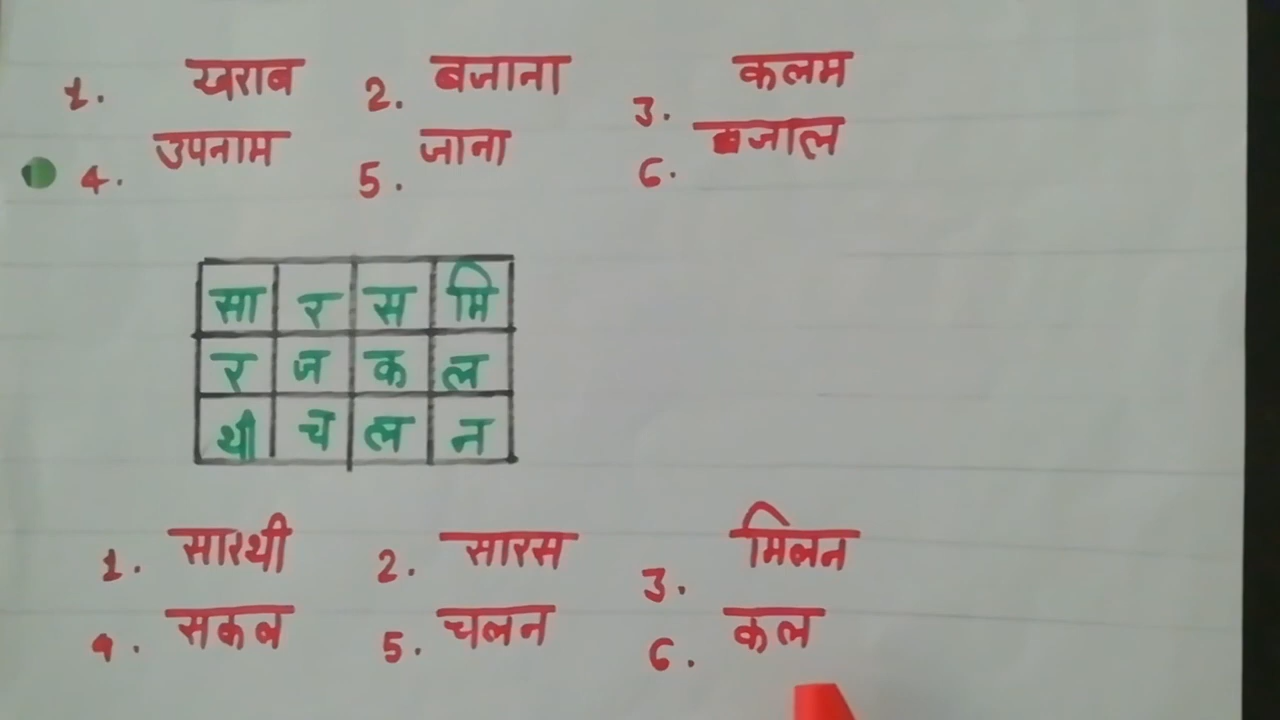 1. खराब 2. बजाना 3. कलम
4. उपनाम 5. जाना 6. जाल
सा र स मि
र ज क ल
थी च ल न
1. सारथी 2. सारस 3. मिलन
4. सकल 5. चलन 6. कल